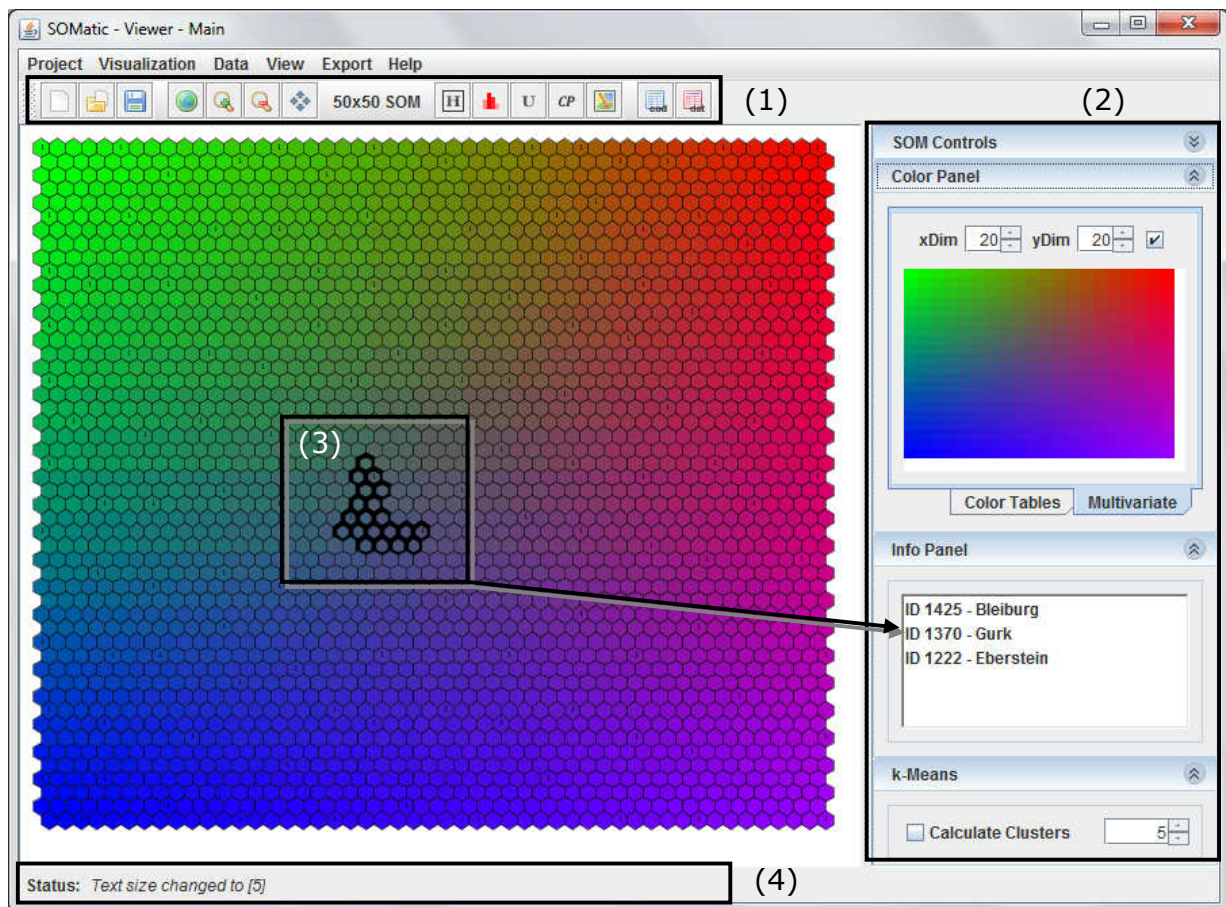 SOMatic - Viewer - Main
Project Visualization Data View Export Help
50x50 SOM H U CP cod dat
(1)
(2)
SOM Controls
Color Panel
xDim 20 yDim 20
Color Tables Multivariate
(3)
Info Panel
ID 1425 - Bleiburg
ID 1370 - Gurk
ID 1222 - Eberstein
k-Means
Calculate Clusters 5
Status: Text size changed to [5]
(4)